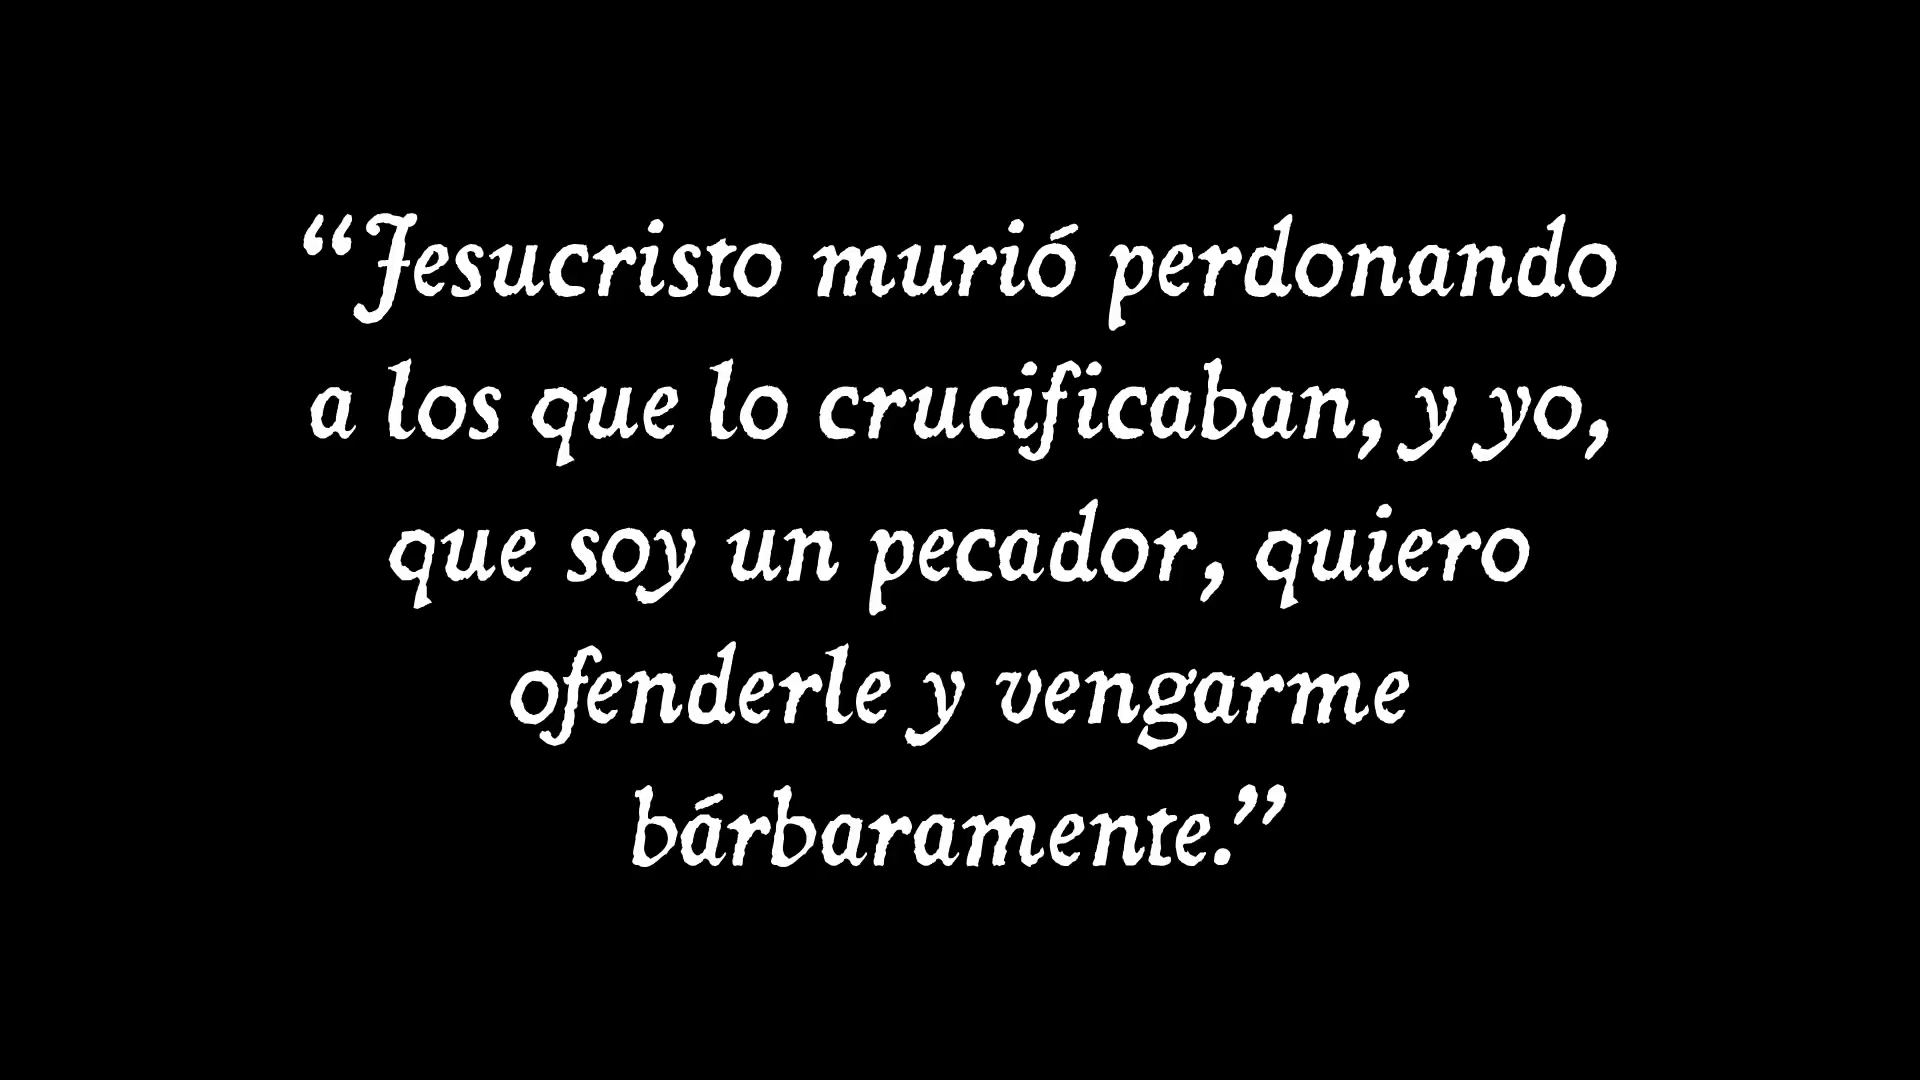 “Jesucristo murió perdonando
a los que lo crucificaban, y yo,
que soy un pecador, quiero
ofenderle y vengarme
bárbaramente.”